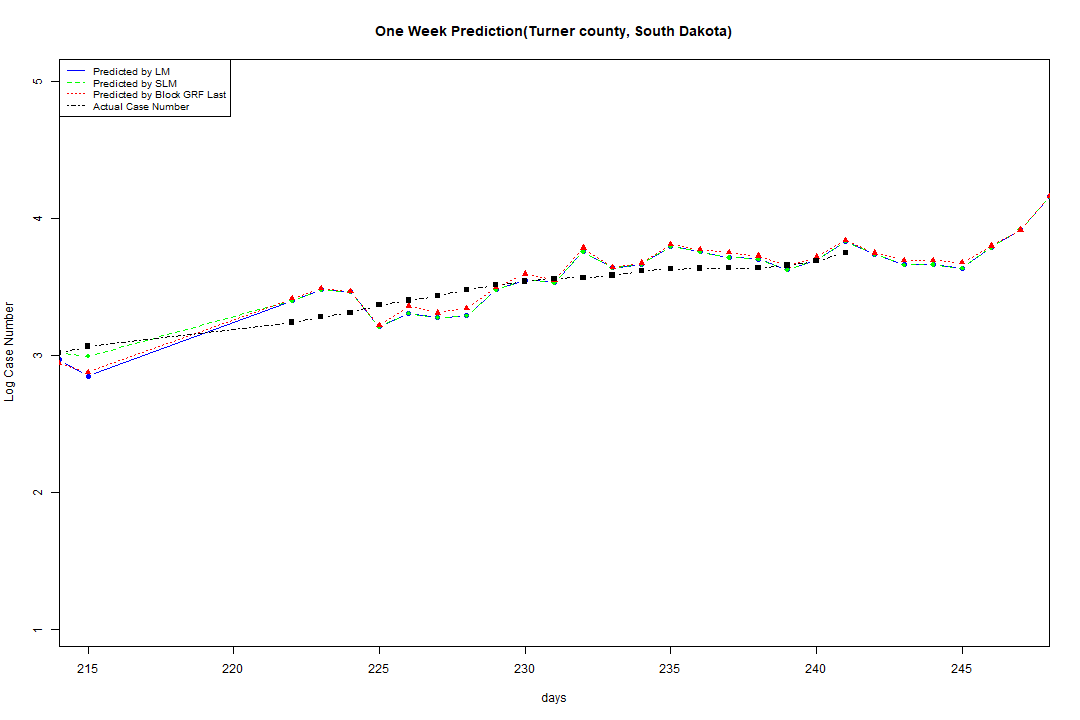 One Week Prediction(Turner county, South Dakota)
Predicted by LM
Predicted by SLM
Predicted by Block GRF Last
Actual Case Number
5
4
3
2
1
Log Case Number
215 220 225 230 235 240 245
days